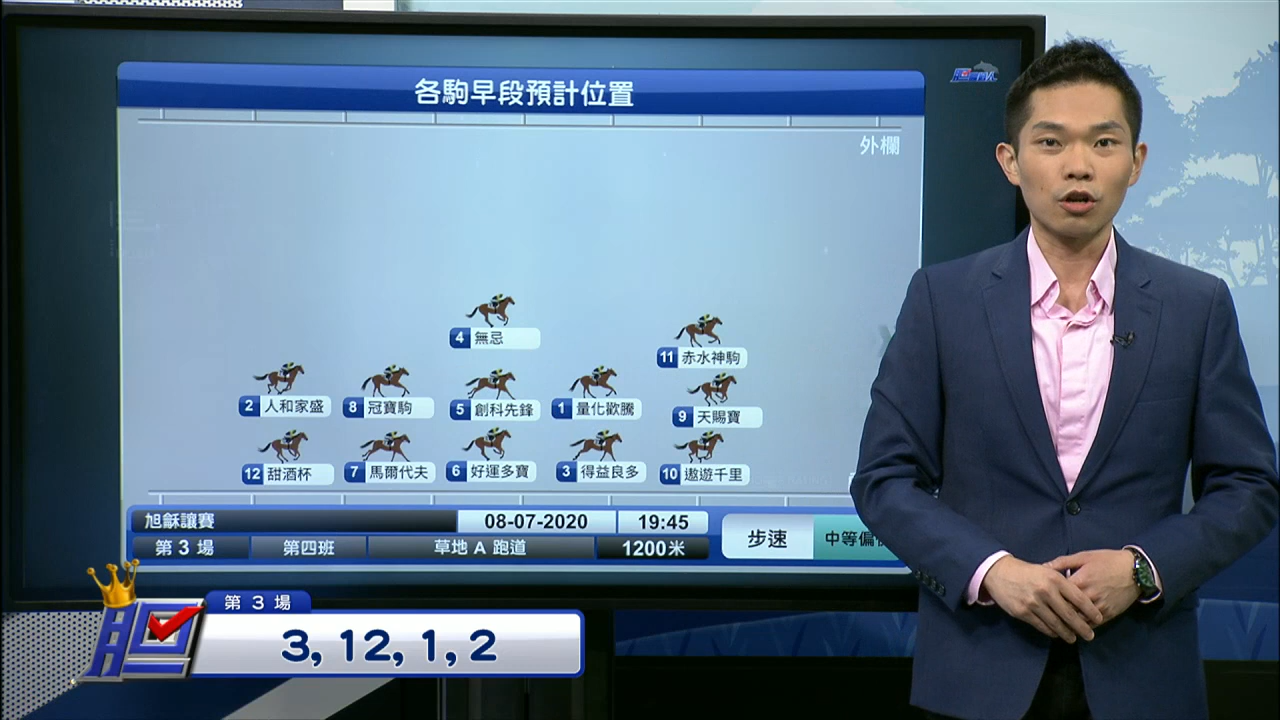 各駒早段預計位置
外欄
4 無忌
11 赤水神駒
2 人和家盛
8 冠寶駒
5 創科先鋒
1 量化歡騰
9 天賜寶
12 甜酒杯
7 馬爾代夫
6 好運多寶
3 得益良多
10 遨遊千里
旭龢讓賽 08-07-2020 19:45
第 3 場 第四班 草地 A 跑道 1200米
步速 中等偏
第 3 場
膽
3, 12, 1, 2